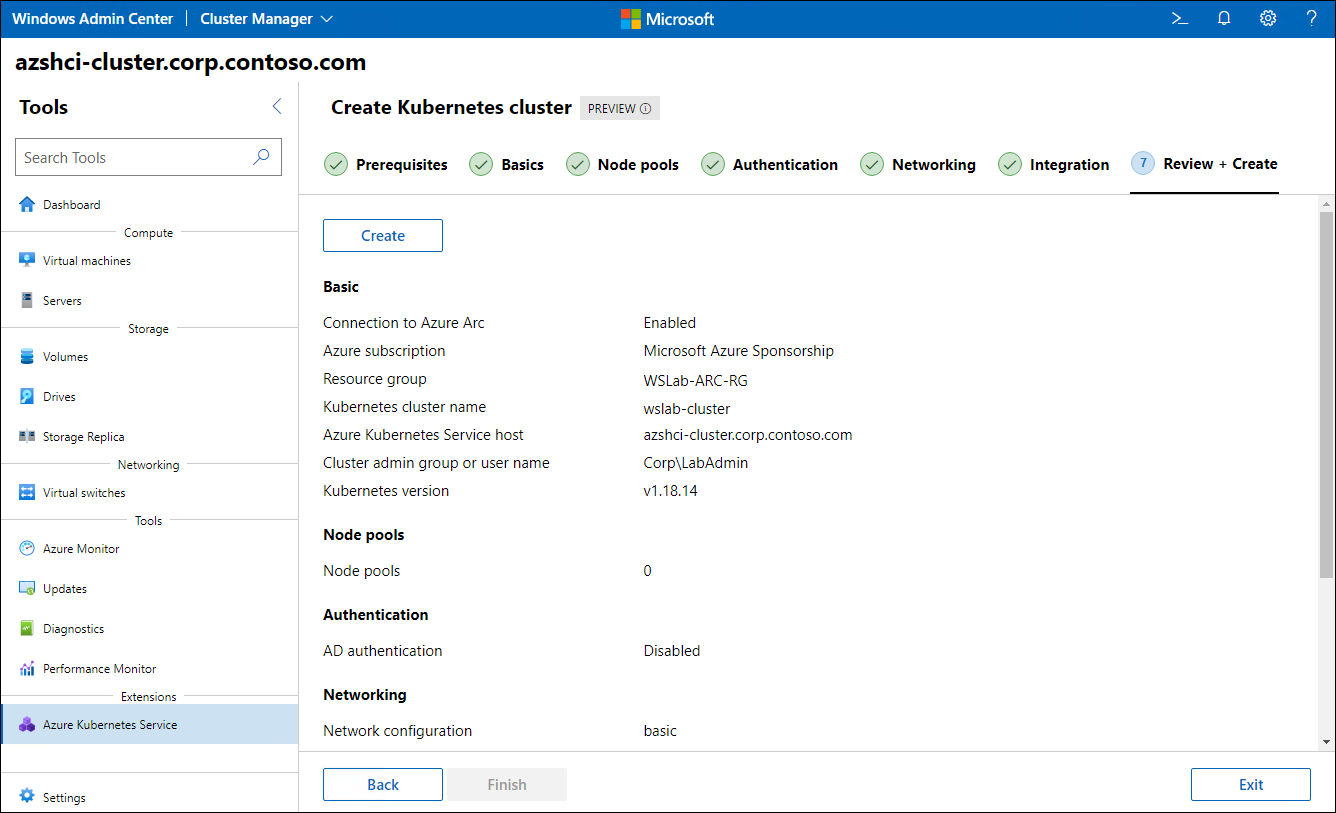 Windows Admin Center | Cluster Manager
Microsoft
>_
?
azshci-cluster.corp.contoso.com
Tools
Search Tools
Dashboard
Compute
Virtual machines
Servers
Storage
Volumes
Drives
Storage Replica
Networking
Virtual switches
Tools
Azure Monitor
Updates
Diagnostics
Performance Monitor
Extensions
Azure Kubernetes Service
Settings
Create Kubernetes cluster PREVIEW
Prerequisites Basics Node pools Authentication Networking Integration 7 Review + Create
Create
Basic
Connection to Azure Arc Enabled
Azure subscription Microsoft Azure Sponsorship
Resource group WSLab-ARC-RG
Kubernetes cluster name wslab-cluster
Azure Kubernetes Service host azshci-cluster.corp.contoso.com
Cluster admin group or user name Corp\LabAdmin
Kubernetes version v1.18.14
Node pools
Node pools 0
Authentication
AD authentication Disabled
Networking
Network configuration basic
Back Finish Exit